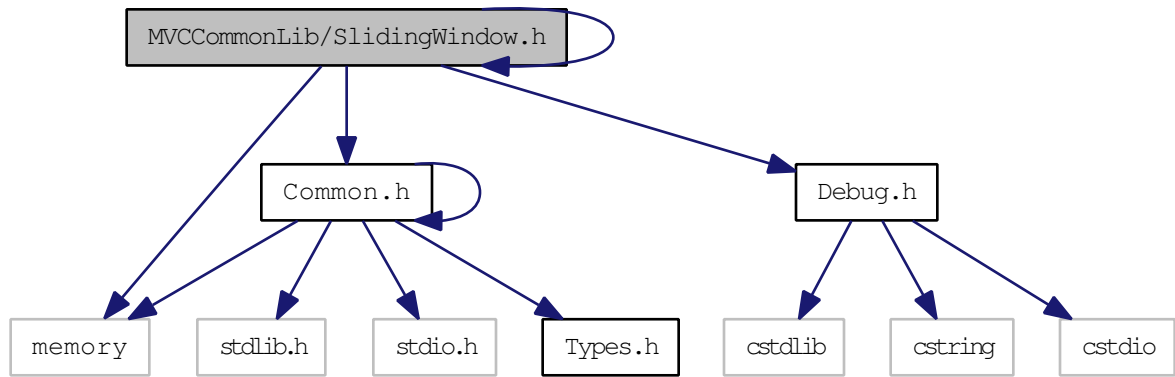 MVCCommonLib/SlidingWindow.h
Common.h
Debug.h
memory
stdlib.h
stdio.h
Types.h
cstdlib
cstring
cstdio